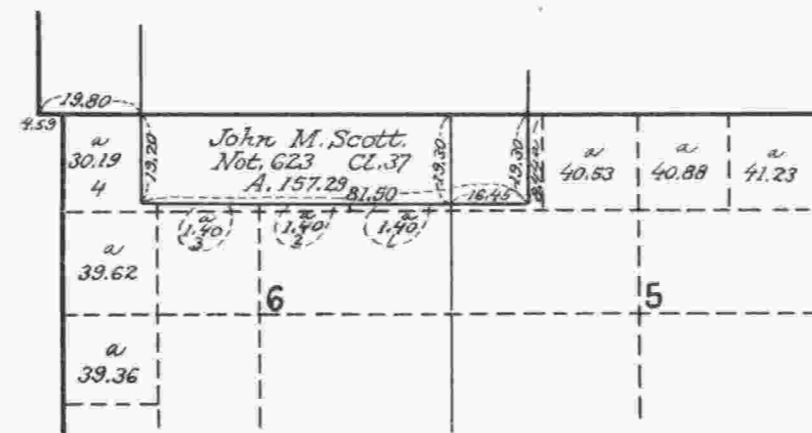 19.80
4.59
a
30.19
4
19.20
John M. Scott.
Not, 623 Cl. 37
A. 157.29
81.50
19.30
16.45
19.30
a
40.53
a
40.88
a
41.23
a
1.40
3
a
1.40
2
a
1.40
1
a
39.62
6
5
a
39.36